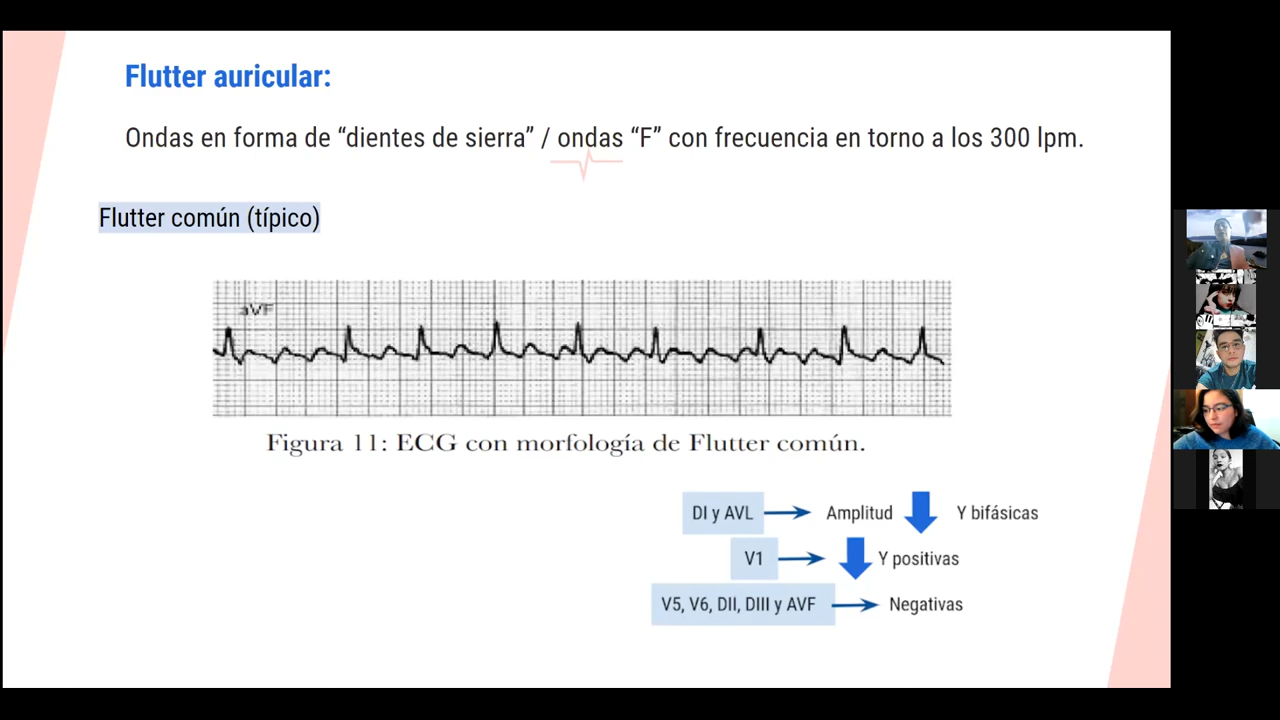 Flutter auricular:
Ondas en forma de “dientes de sierra” / ondas “F” con frecuencia en torno a los 300 lpm.
Flutter común (típico)
aVF
Figura 11: ECG con morfología de Flutter común.
DI y AVL Amplitud Y bifásicas
V1 Y positivas
V5, V6, DII, DIII y AVF Negativas